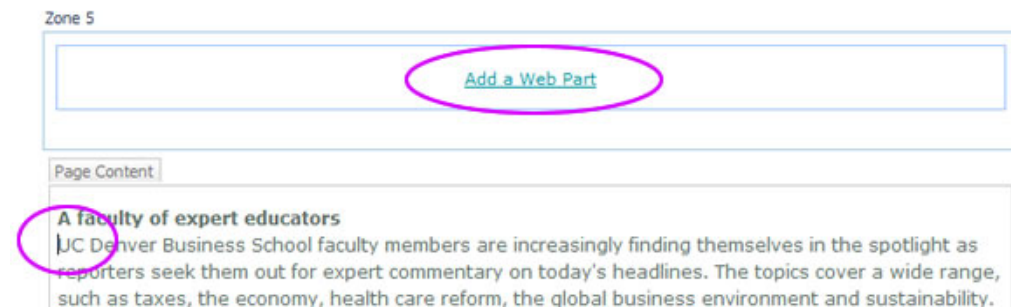 Zone 5
Add a Web Part
Page Content
A faculty of expert educators
UC Denver Business School faculty members are increasingly finding themselves in the spotlight as
reporters seek them out for expert commentary on today's headlines. The topics cover a wide range,
such as taxes, the economy, health care reform, the global business environment and sustainability.